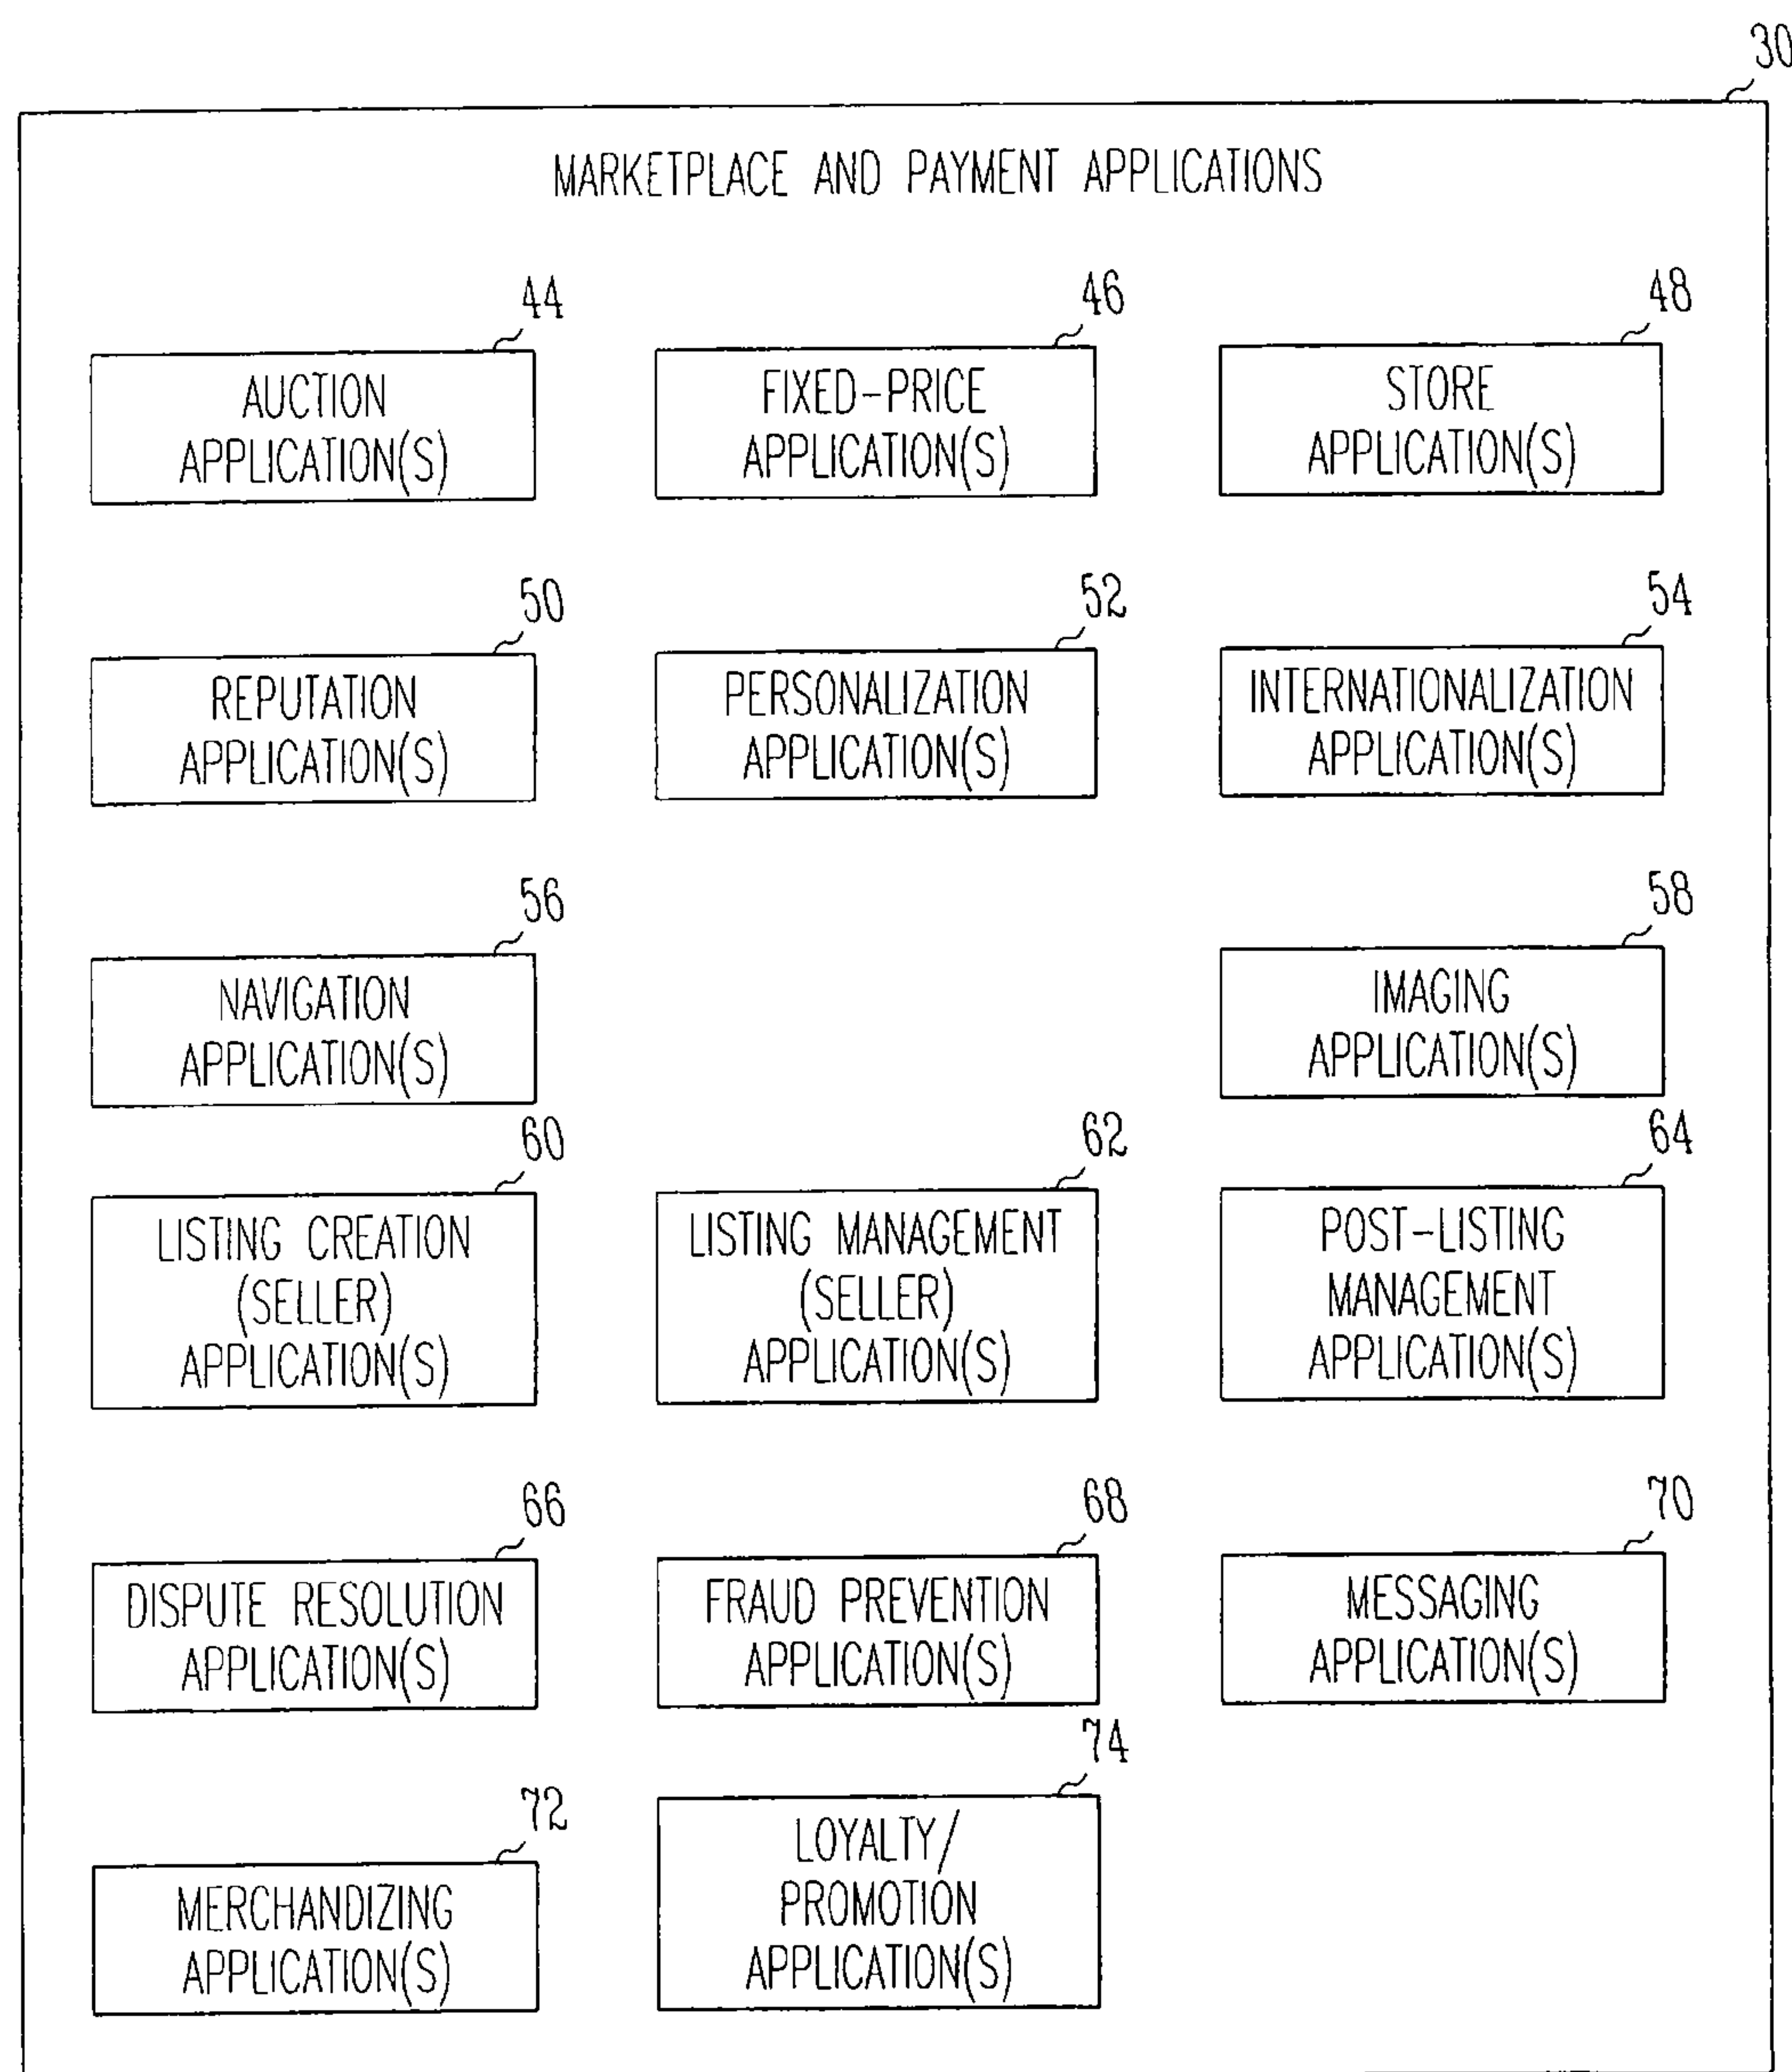 30
MARKETPLACE AND PAYMENT APPLICATIONS
44
AUCTION
APPLICATION(S)
46
FIXED-PRICE
APPLICATION(S)
48
STORE
APPLICATION(S)
50
REPUTATION
APPLICATION(S)
52
PERSONALIZATION
APPLICATION(S)
54
INTERNATIONALIZATION
APPLICATION(S)
56
NAVIGATION
APPLICATION(S)
58
IMAGING
APPLICATION(S)
60
LISTING CREATION
(SELLER)
APPLICATION(S)
62
LISTING MANAGEMENT
(SELLER)
APPLICATION(S)
64
POST-LISTING
MANAGEMENT
APPLICATION(S)
66
DISPUTE RESOLUTION
APPLICATION(S)
68
FRAUD PREVENTION
APPLICATION(S)
70
MESSAGING
APPLICATION(S)
72
MERCHANDIZING
APPLICATION(S)
74
LOYALTY/
PROMOTION
APPLICATION(S)